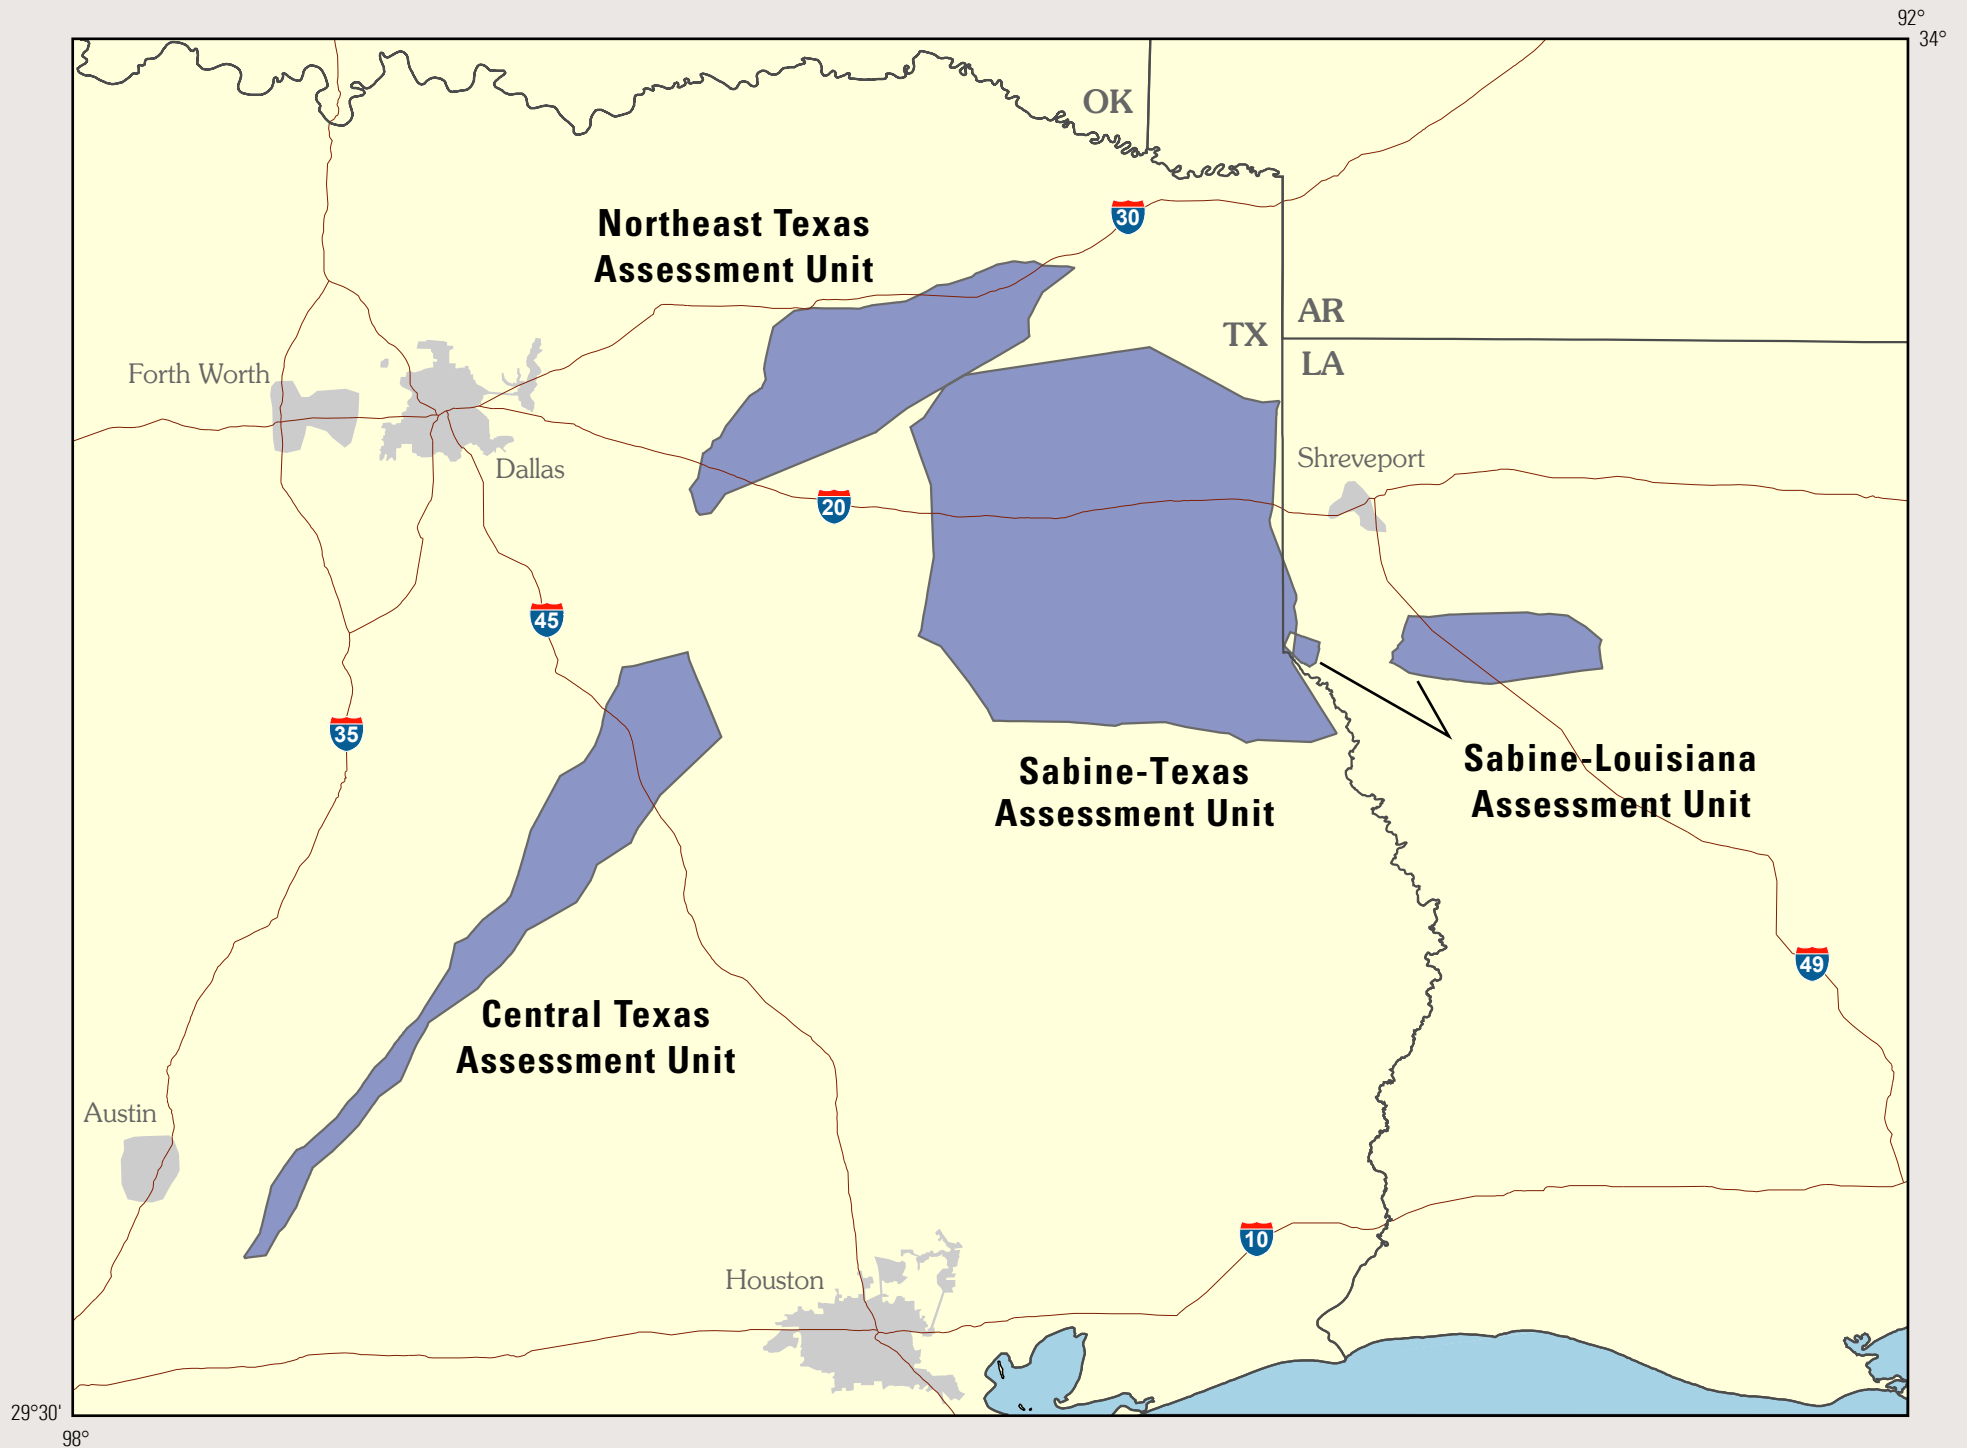 92°
34°
OK
30
Northeast Texas
Assessment Unit
AR
TX
LA
Forth Worth
Dallas
Shreveport
20
45
35
Sabine-Texas
Assessment Unit
Sabine-Louisiana
Assessment Unit
49
Central Texas
Assessment Unit
Austin
10
Houston
29°30'
98°